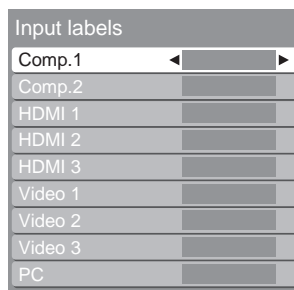 Input labels
Comp.1
Comp.2
HDMI 1
HDMI 2
HDMI 3
Video 1
Video 2
Video 3
PC